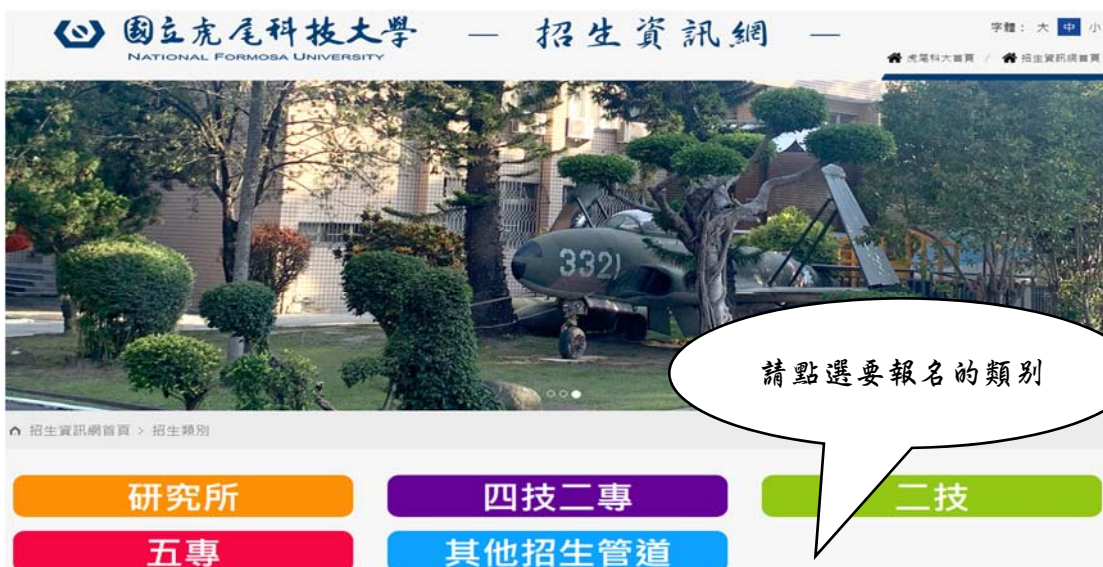 國立虎尾科技大學 — 招生資訊網 —
NATIONAL FORMOSA UNIVERSITY
字體： 大 中 小
虎尾科大首頁 / 招生資訊網首頁
3321
請點選要報名的類別
招生資訊網首頁 > 招生類別
研究所 四技二專 二技
五專 其他招生管道